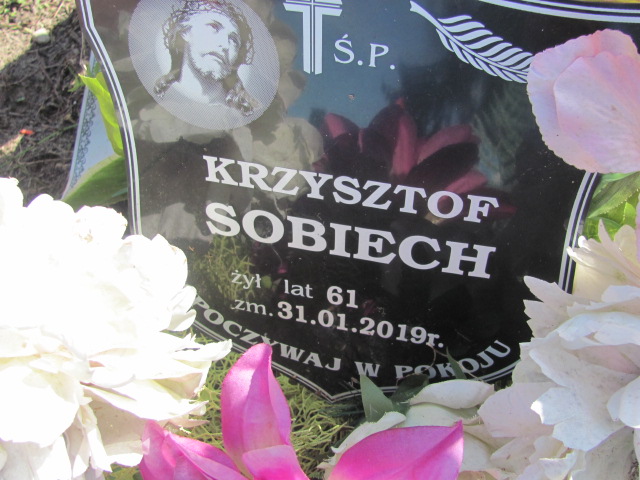 Ś.P.
KRZYSZTOF
SOBIECH
żył lat 61
zm. 31.01.2019r.
POCZYWAJ W POKOJU